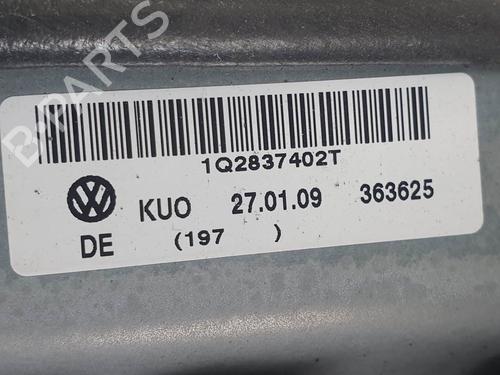 B-PARTS
1Q2837402T
KUO 27.01.09 363625
DE (197 )